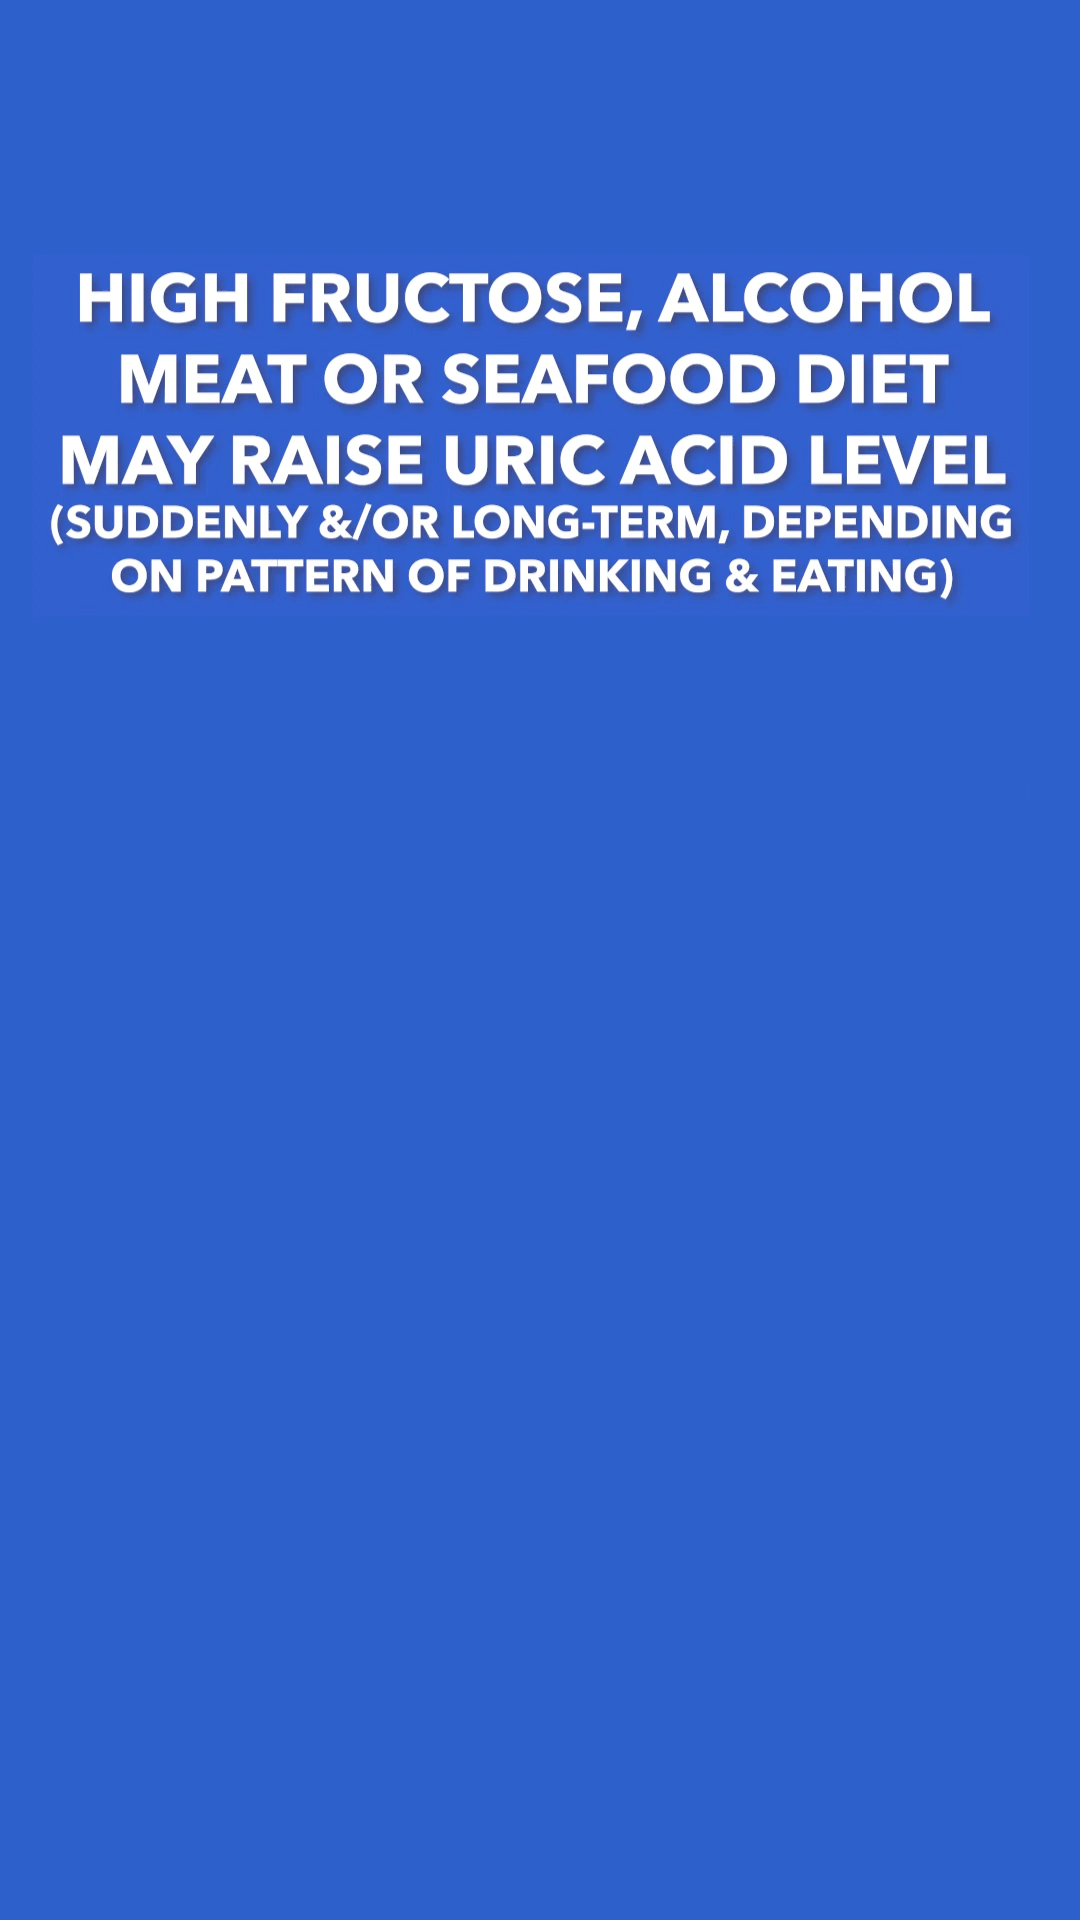 HIGH FRUCTOSE, ALCOHOL
MEAT OR SEAFOOD DIET
MAY RAISE URIC ACID LEVEL
(SUDDENLY &/OR LONG-TERM, DEPENDING
ON PATTERN OF DRINKING & EATING)